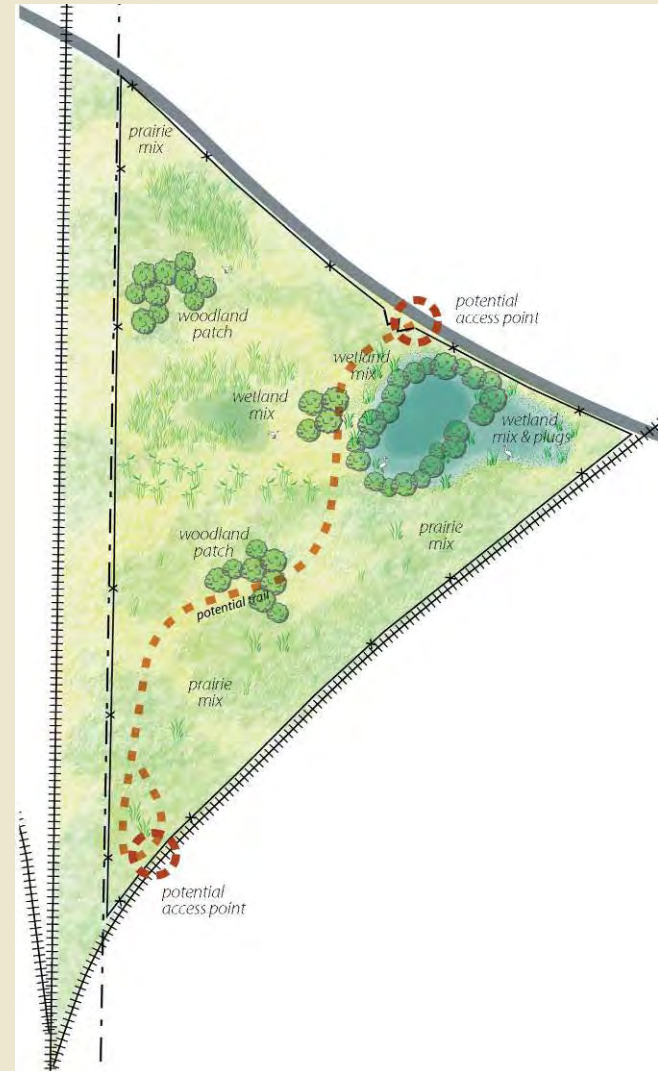 prairie
mix
woodland
patch
potential
access point
wetland
mix
wetland
mix
wetland
mix & plugs
woodland
patch
prairie
mix
potential trail
prairie
mix
potential
access point